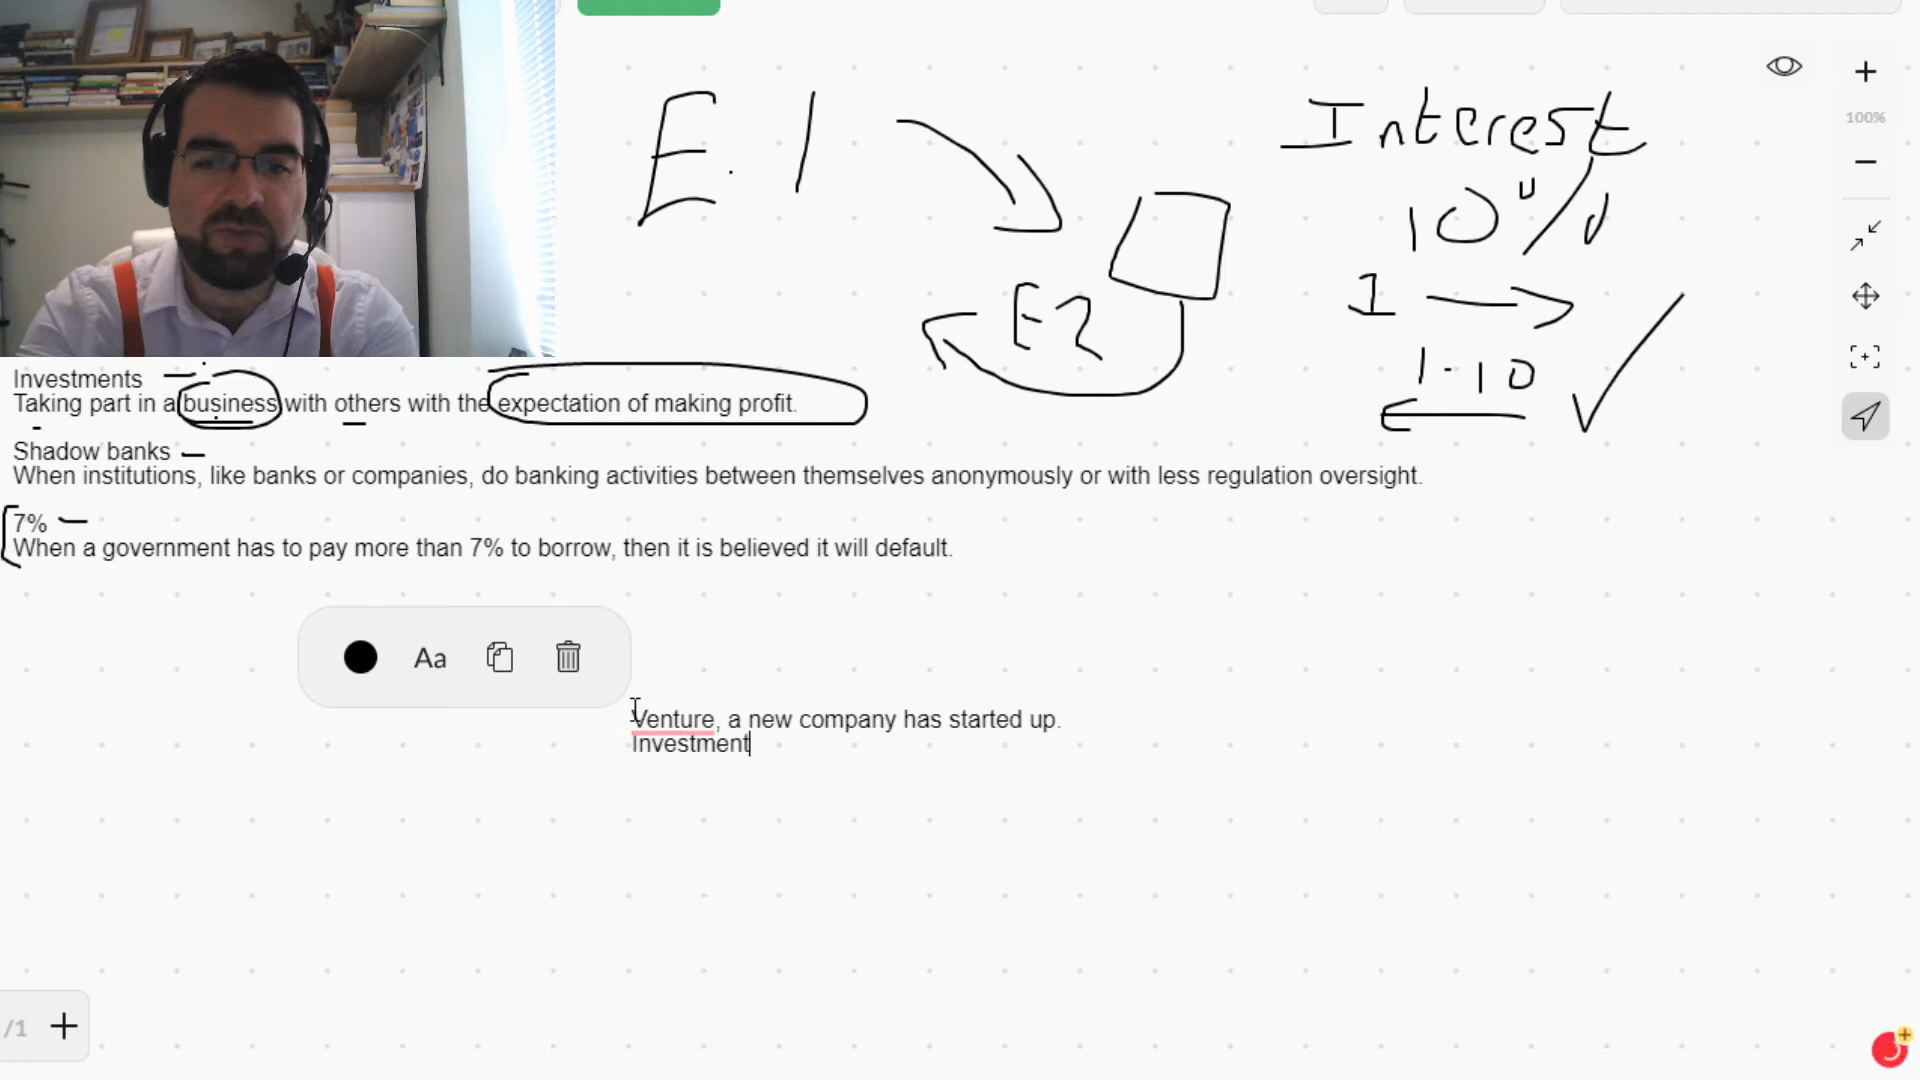 E. 1
Interest
10%
100%
E2
1
1.10
Investments
Taking part in a business with others with the expectation of making profit.
Shadow banks
When institutions, like banks or companies, do banking activities between themselves anonymously or with less regulation oversight.
7%
When a government has to pay more than 7% to borrow, then it is believed it will default.
Aa
Venture, a new company has started up.
Investment
/1